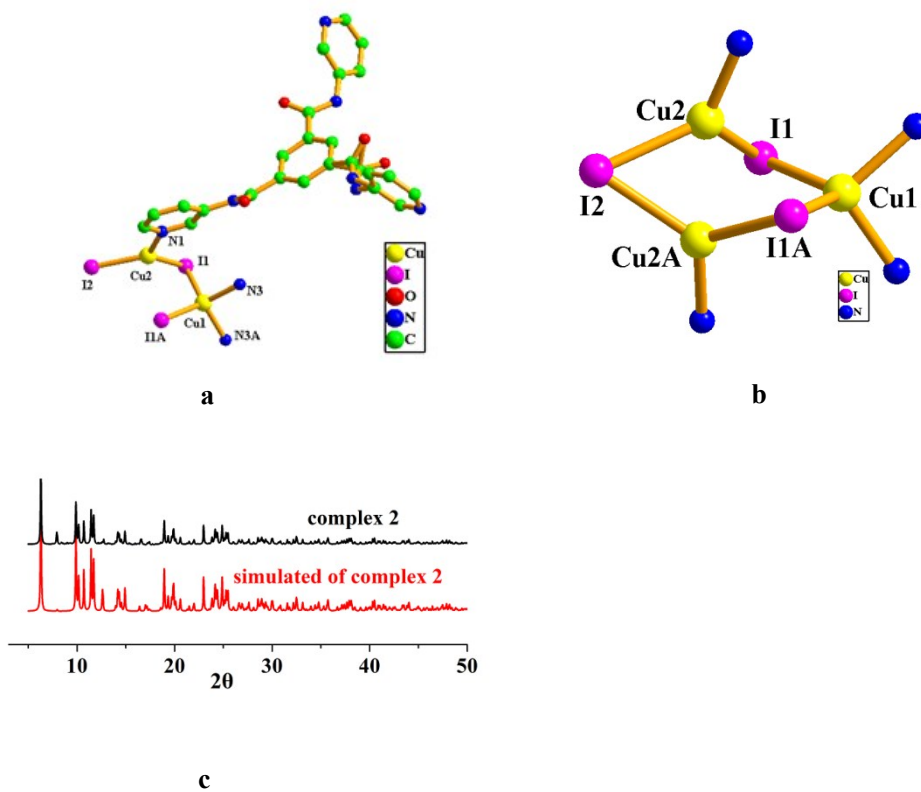 N1
I1
Cu2
I2
N3
Cu1
I1A
N3A
Cu
I
O
N
C
a
Cu2
I1
I2
Cu1
I1A
Cu2A
Cu
I
N
b
complex 2
simulated of complex 2
10 20 30 40 50
2θ
c